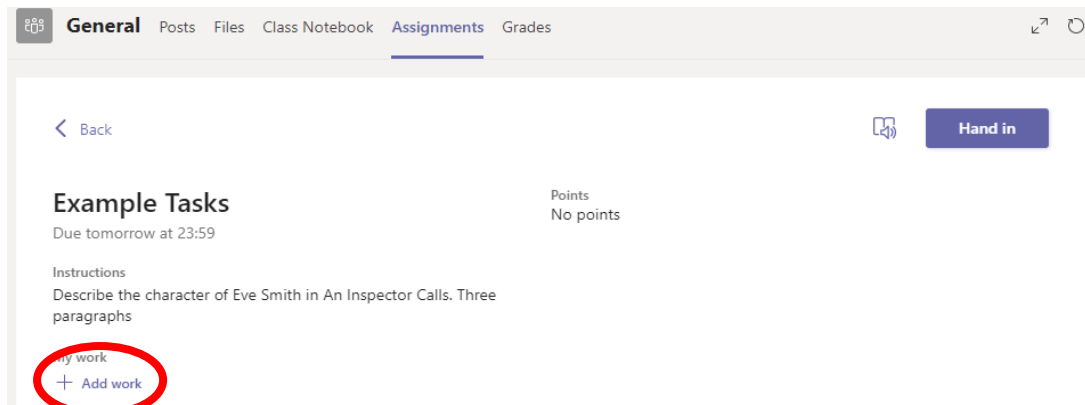 General Posts Files Class Notebook Assignments Grades
Back
Hand in
Example Tasks
Points
No points
Due tomorrow at 23:59
Instructions
Describe the character of Eve Smith in An Inspector Calls. Three
paragraphs
My work
+ Add work